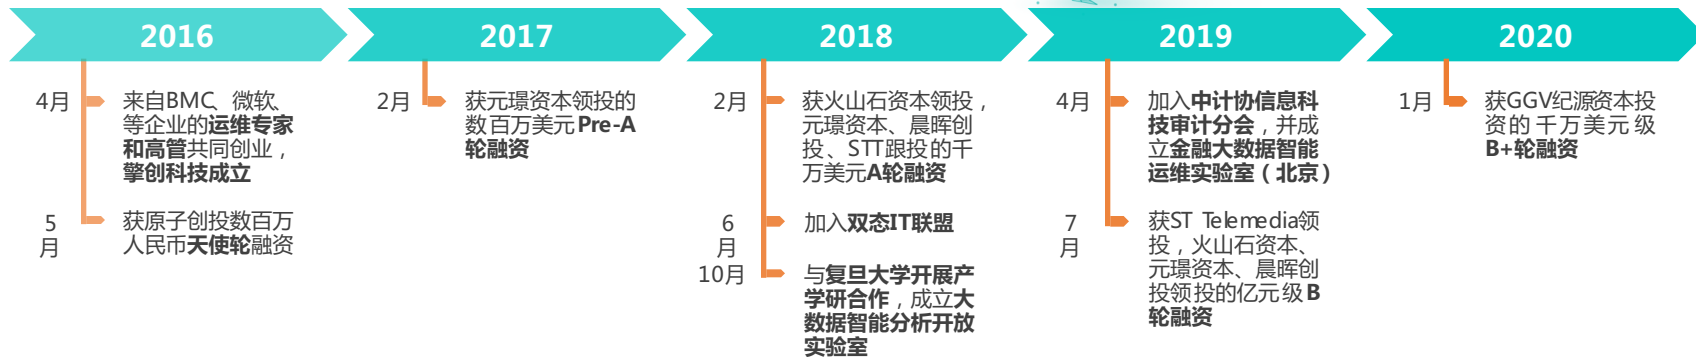 2016
2017
2018
2019
2020
4月
来自BMC、微软、
等企业的运维专家
和高管共同创业，
擎创科技成立
5
月
获原子创投数百万
人民币天使轮融资
2月
获元璟资本领投的
数百万美元Pre-A
轮融资
2月
获火山石资本领投，
元璟资本、晨晖创
投、STT跟投的千
万美元A轮融资
6
月
加入双态IT联盟
10月
与复旦大学开展产
学研合作，成立大
数据智能分析开放
实验室
4月
加入中计协信息科
技审计分会，并成
立金融大数据智能
运维实验室（北京）
7
月
获ST Telemedia领
投，火山石资本、
元璟资本、晨晖创
投领投的亿元级B
轮融资
1月
获GGV纪源资本投
资的千万美元级
B+轮融资